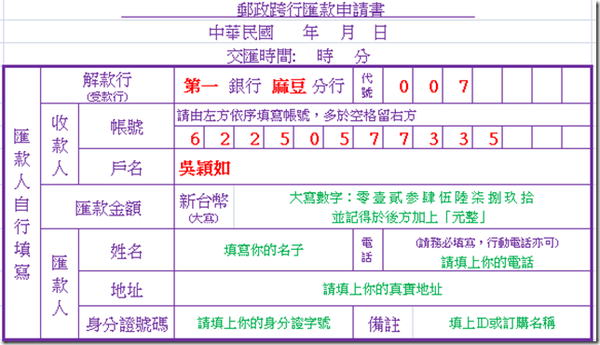 郵政跨行匯款申請書
中華民國 年 月 日
交匯時間: 時 分
匯款人自行填寫
解款行 (受款行) 第一 銀行 麻豆 分行 代號 0 0 7
收款人
帳號
請由左方依序填寫帳號，多於空格留右方
6 2 2 5 0 5 7 7 3 3 5
戶名 吳穎如
匯款金額 新台幣 (大寫)
大寫數字：零壹貳參肆伍陸柒捌玖拾
並記得於後方加上「元整」
匯款人
姓名 填寫你的名子 電話
(請務必填寫，行動電話亦可)
請填上你的電話
地址 請填上你的真實地址
身分證號碼 請填上你的身分證字號 備註 填上ID或訂購名稱